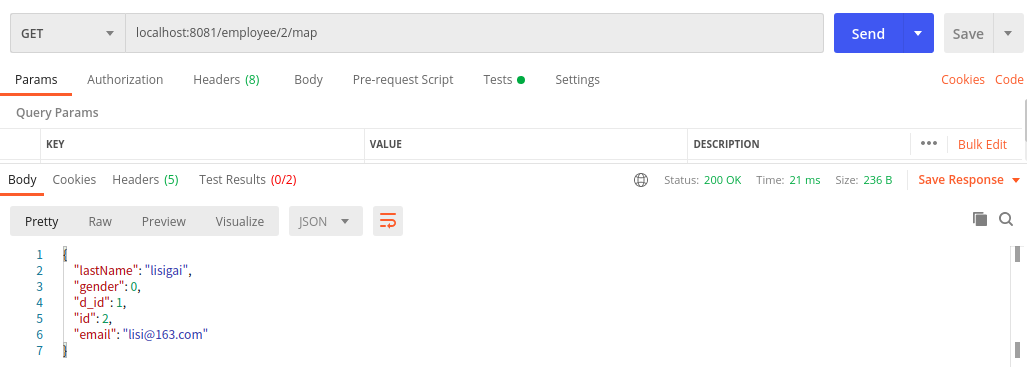 GET localhost:8081/employee/2/map Send Save
Params Authorization Headers (8) Body Pre-request Script Tests Settings Cookies Code
Query Params
KEY VALUE DESCRIPTION ••• Bulk Edit
Body Cookies Headers (5) Test Results (0/2) Status: 200 OK Time: 21 ms Size: 236 B Save Response
Pretty Raw Preview Visualize JSON
1 {
2 "lastName": "lisigai",
3 "gender": 0,
4 "d_id": 1,
5 "id": 2,
6 "email": "lisi@163.com"
7 }